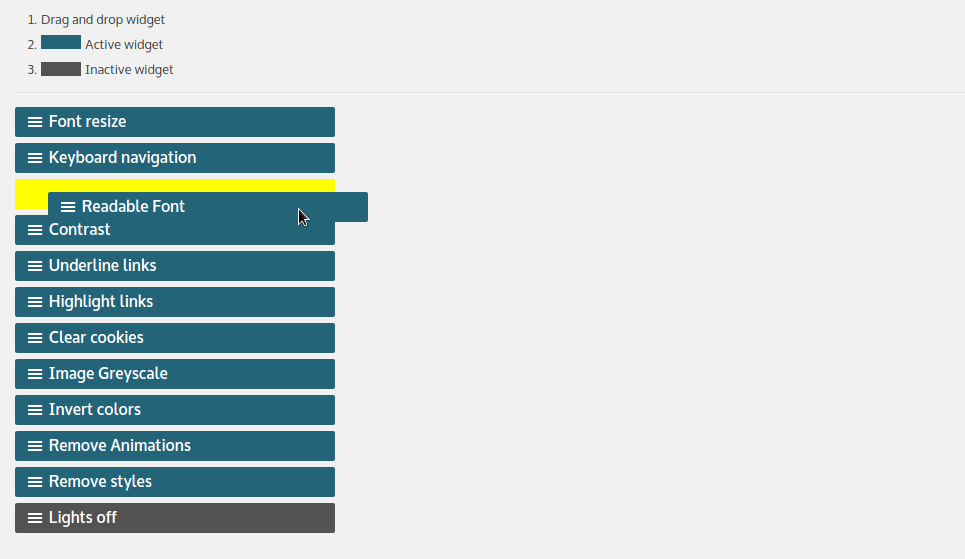 1. Drag and drop widget
2. Active widget
3. Inactive widget
Font resize
Keyboard navigation
Readable Font
Contrast
Underline links
Highlight links
Clear cookies
Image Greyscale
Invert colors
Remove Animations
Remove styles
Lights off